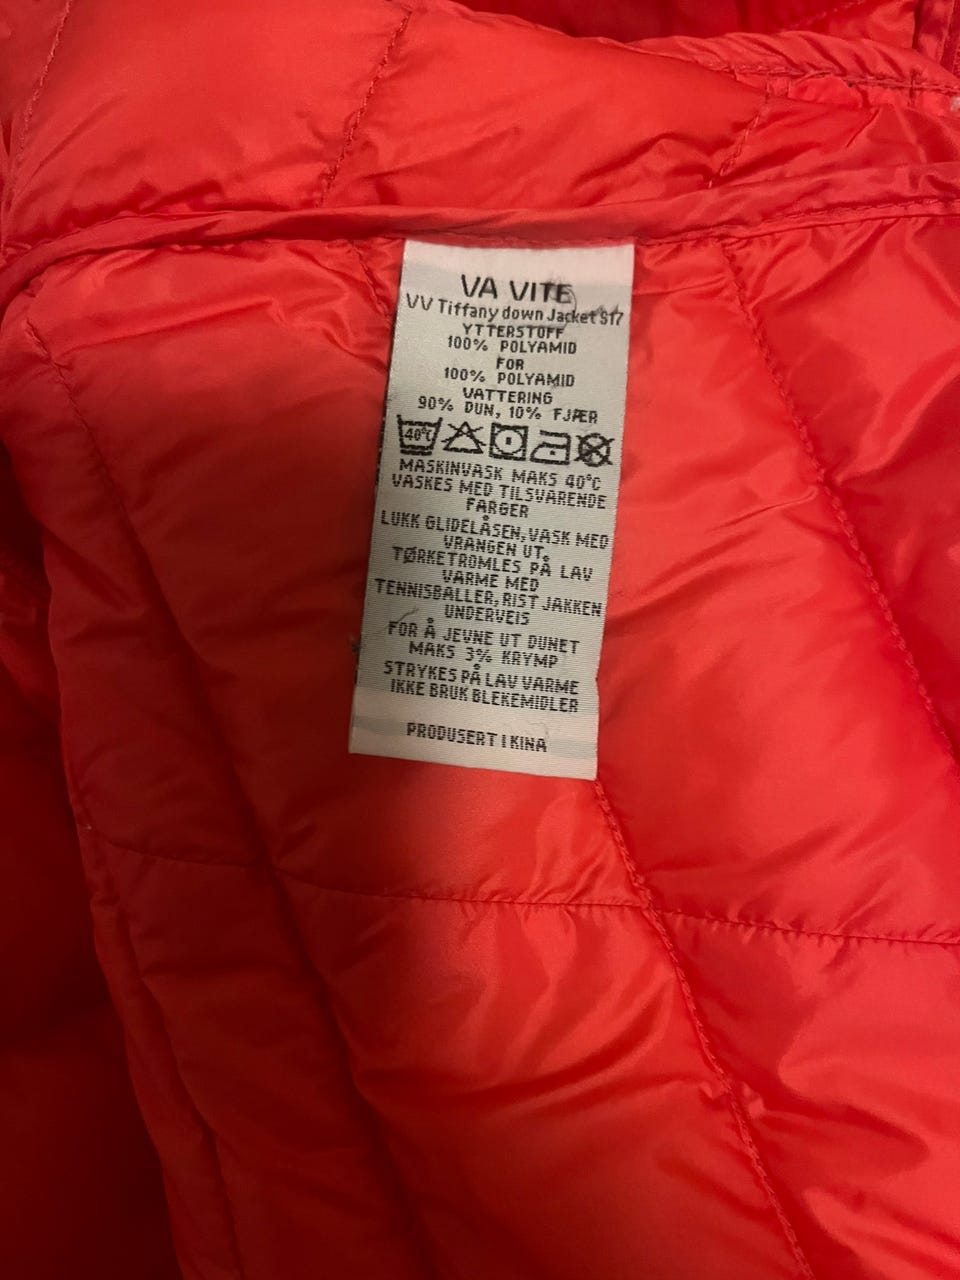 VA VITE
VV Tiffany down Jacket S17
YTTERSTOFF
100% POLYAMID
FOR
100% POLYAMID
VATTERING
90% DUN, 10% FJÆR
40°C
MASKINVASK MAKS 40°C
VASKES MED TILSVARENDE
FARGER
LUKK GLIDELÅSEN, VASK MED
VRANGEN UT.
TØRKETROMLES PÅ LAV
VARME MED
TENNISBALLER, RIST JAKKEN
UNDERVEIS
FOR Å JEVNE UT DUNET
MAKS 3% KRYMP
STRYKES PÅ LAV VARME
IKKE BRUK BLEKEMIDLER
PRODUSERT I KINA